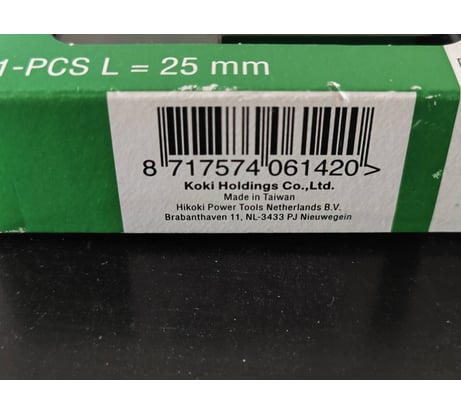 1-PCS L = 25 mm
8 717574 061420 >
Koki Holdings Co.,Ltd.
Made in Taiwan
Hikoki Power Tools Netherlands B.V.
Brabanthaven 11, NL-3433 PJ Nieuwegein